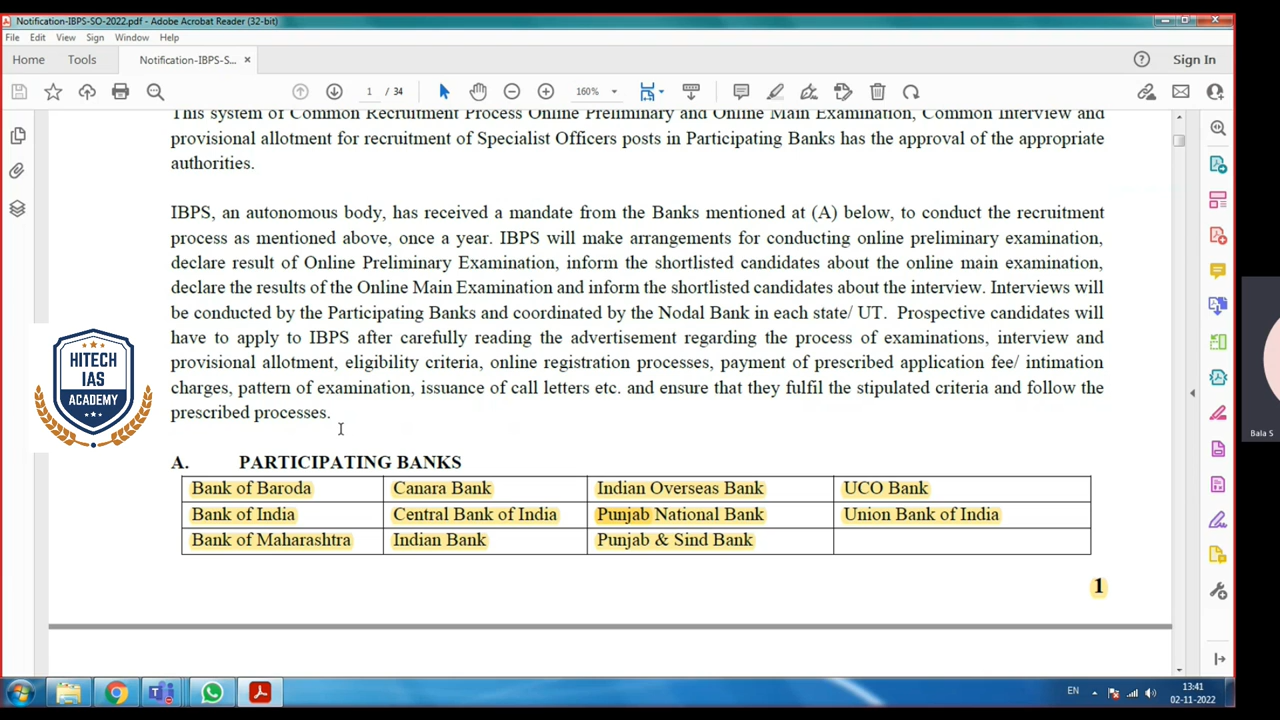 Notification-IBPS-SO-2022.pdf - Adobe Acrobat Reader (32-bit)
File Edit View Sign Window Help
Home Tools Notification-IBPS-S... × Sign In
1 / 34 160%
This system of Common Recruitment Process Online Preliminary and Online Main Examination, Common Interview and
provisional allotment for recruitment of Specialist Officers posts in Participating Banks has the approval of the appropriate
authorities.
IBPS, an autonomous body, has received a mandate from the Banks mentioned at (A) below, to conduct the recruitment
process as mentioned above, once a year. IBPS will make arrangements for conducting online preliminary examination,
declare result of Online Preliminary Examination, inform the shortlisted candidates about the online main examination,
declare the results of the Online Main Examination and inform the shortlisted candidates about the interview. Interviews will
be conducted by the Participating Banks and coordinated by the Nodal Bank in each state/ UT. Prospective candidates will
have to apply to IBPS after carefully reading the advertisement regarding the process of examinations, interview and
provisional allotment, eligibility criteria, online registration processes, payment of prescribed application fee/ intimation
charges, pattern of examination, issuance of call letters etc. and ensure that they fulfil the stipulated criteria and follow the
prescribed processes.
HITECH
IAS
ACADEMY
Bala S
A. PARTICIPATING BANKS
Bank of Baroda Canara Bank Indian Overseas Bank UCO Bank
Bank of India Central Bank of India Punjab National Bank Union Bank of India
Bank of Maharashtra Indian Bank Punjab & Sind Bank
1
EN 13:41
02-11-2022